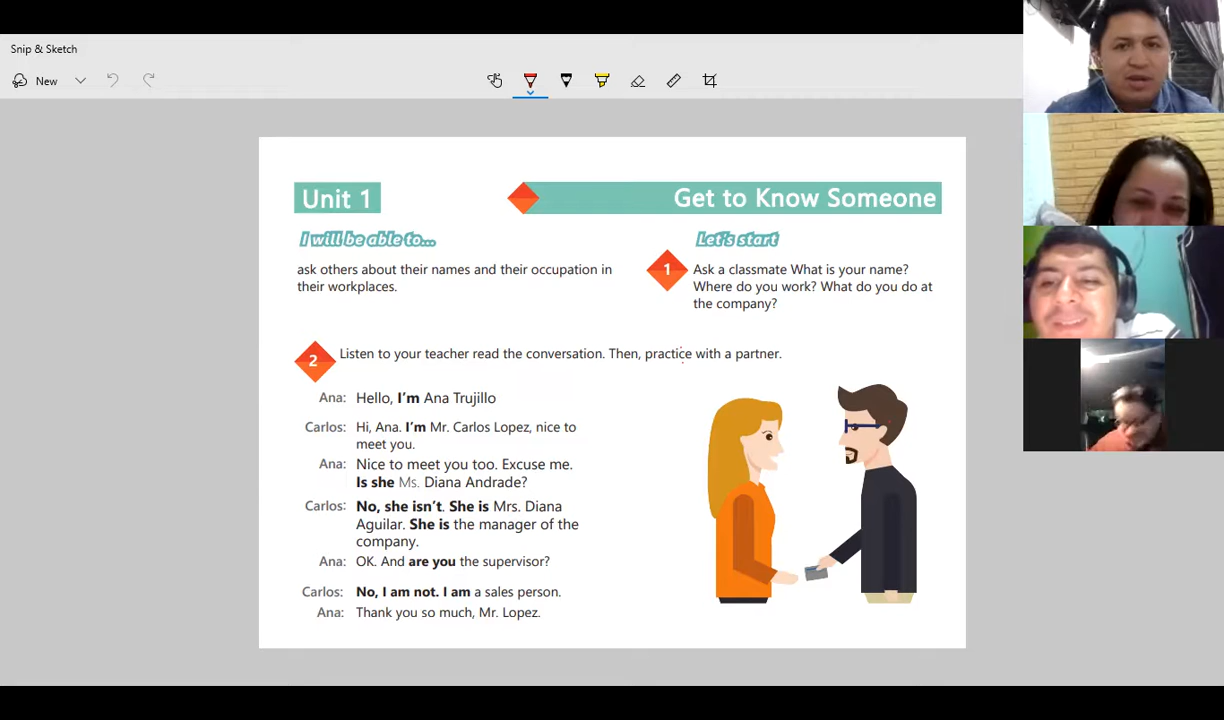 Snip & Sketch
New
Unit 1
Get to Know Someone
I will be able to...
ask others about their names and their occupation in
their workplaces.
Let's start
1
Ask a classmate What is your name?
Where do you work? What do you do at
the company?
2
Listen to your teacher read the conversation. Then, practice with a partner.
Ana: Hello, I'm Ana Trujillo
Carlos: Hi, Ana. I'm Mr. Carlos Lopez, nice to
meet you.
Ana: Nice to meet you too. Excuse me.
Is she Ms. Diana Andrade?
Carlos: No, she isn't. She is Mrs. Diana
Aguilar. She is the manager of the
company.
Ana: OK. And are you the supervisor?
Carlos: No, I am not. I am a sales person.
Ana: Thank you so much, Mr. Lopez.